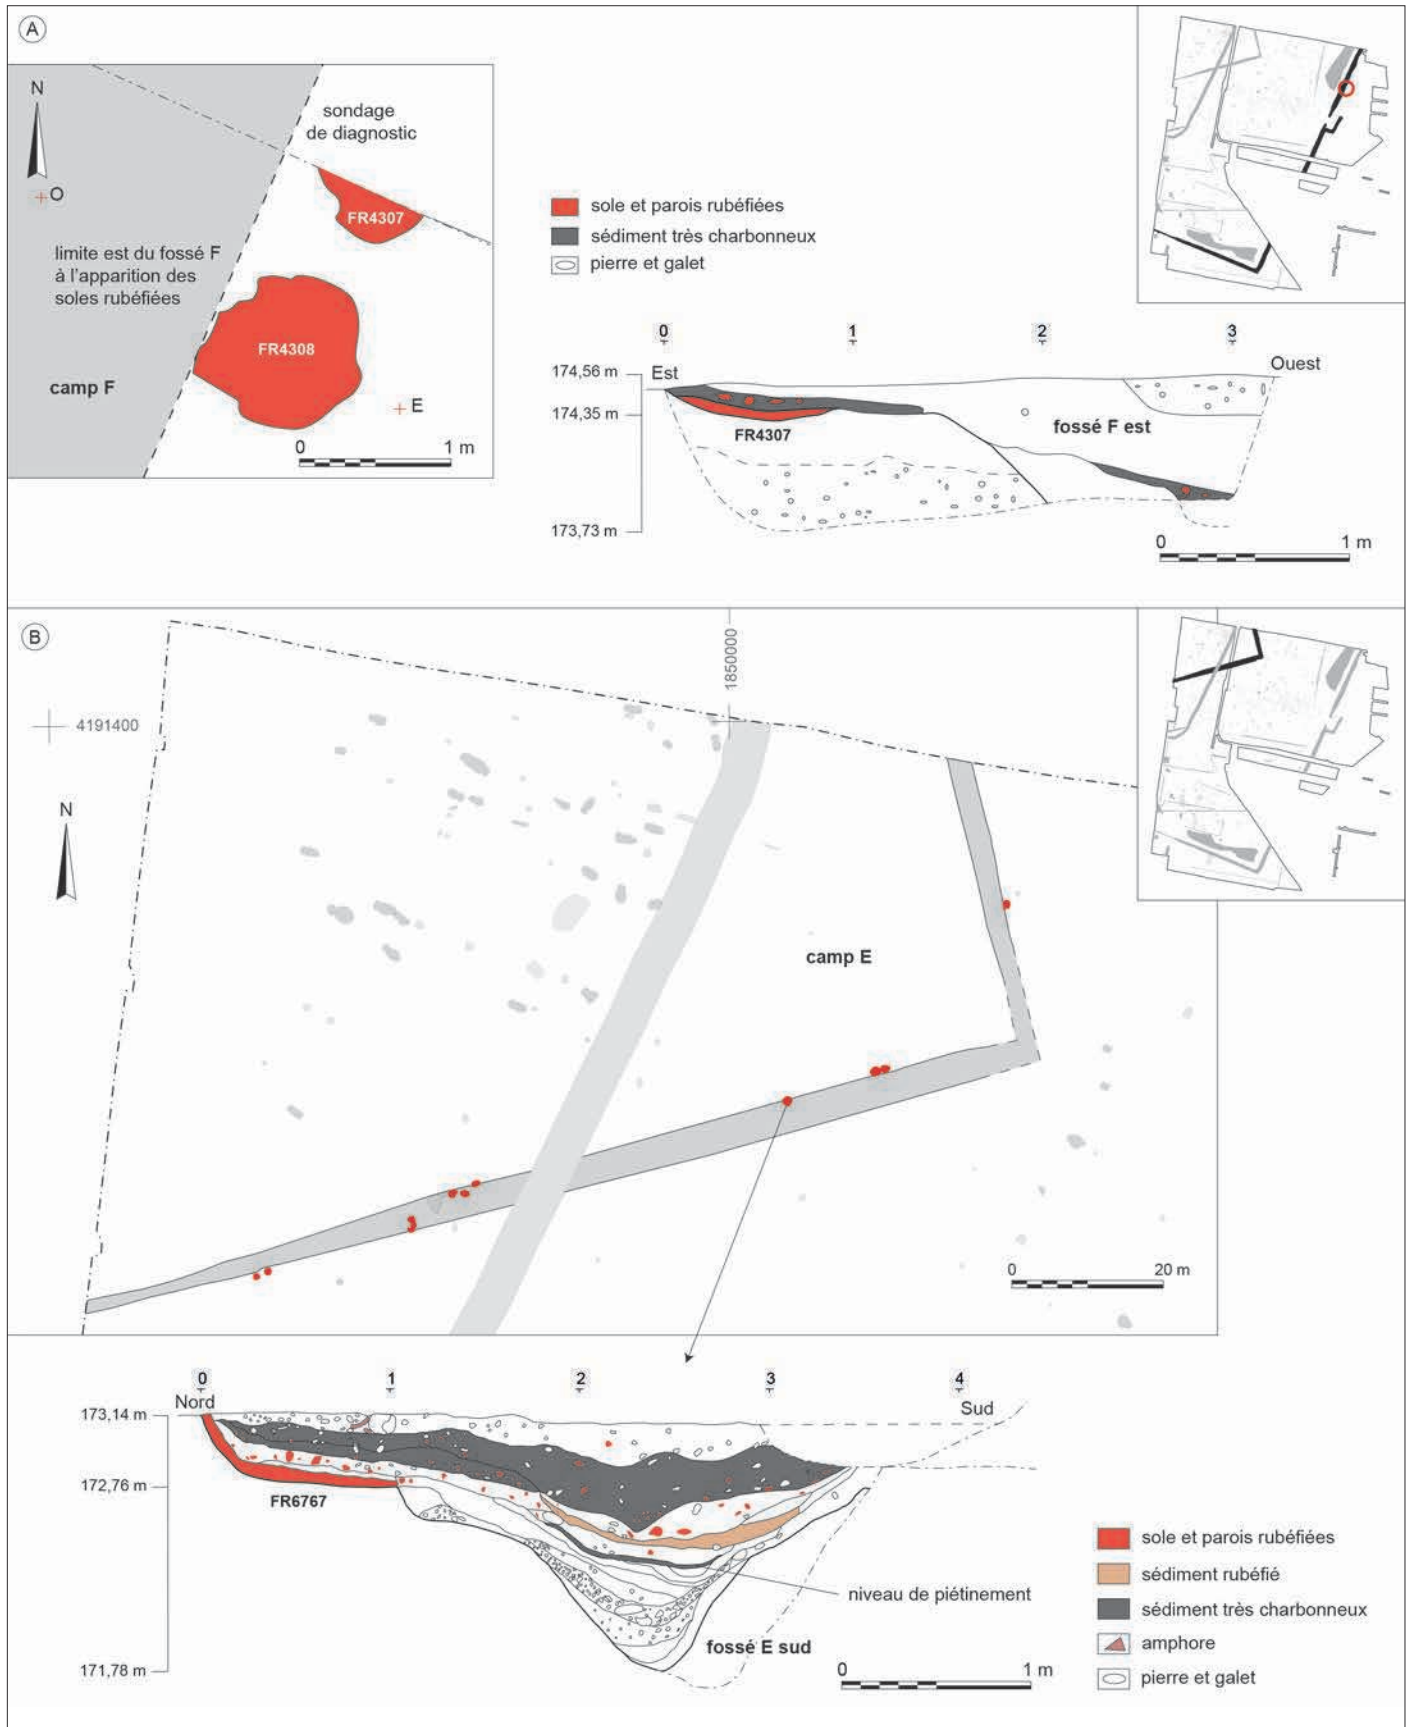 A
N
O
sondage
de diagnostic
FR4307
limite est du fossé F
à l'apparition des
soles rubéfiées
FR4308
camp F
E
0 1 m
sole et parois rubéfiées
sédiment très charbonneux
pierre et galet
0 1 2 3
174,56 m Est Ouest
174,35 m
FR4307
fossé F est
173,73 m
0 1 m
B
1850000
4191400
N
camp E
0 20 m
0 1 2 3 4
Nord Sud
173,14 m
172,76 m
FR6767
niveau de piétinement
fossé E sud
171,78 m
0 1 m
sole et parois rubéfiées
sédiment rubéfié
sédiment très charbonneux
amphore
pierre et galet